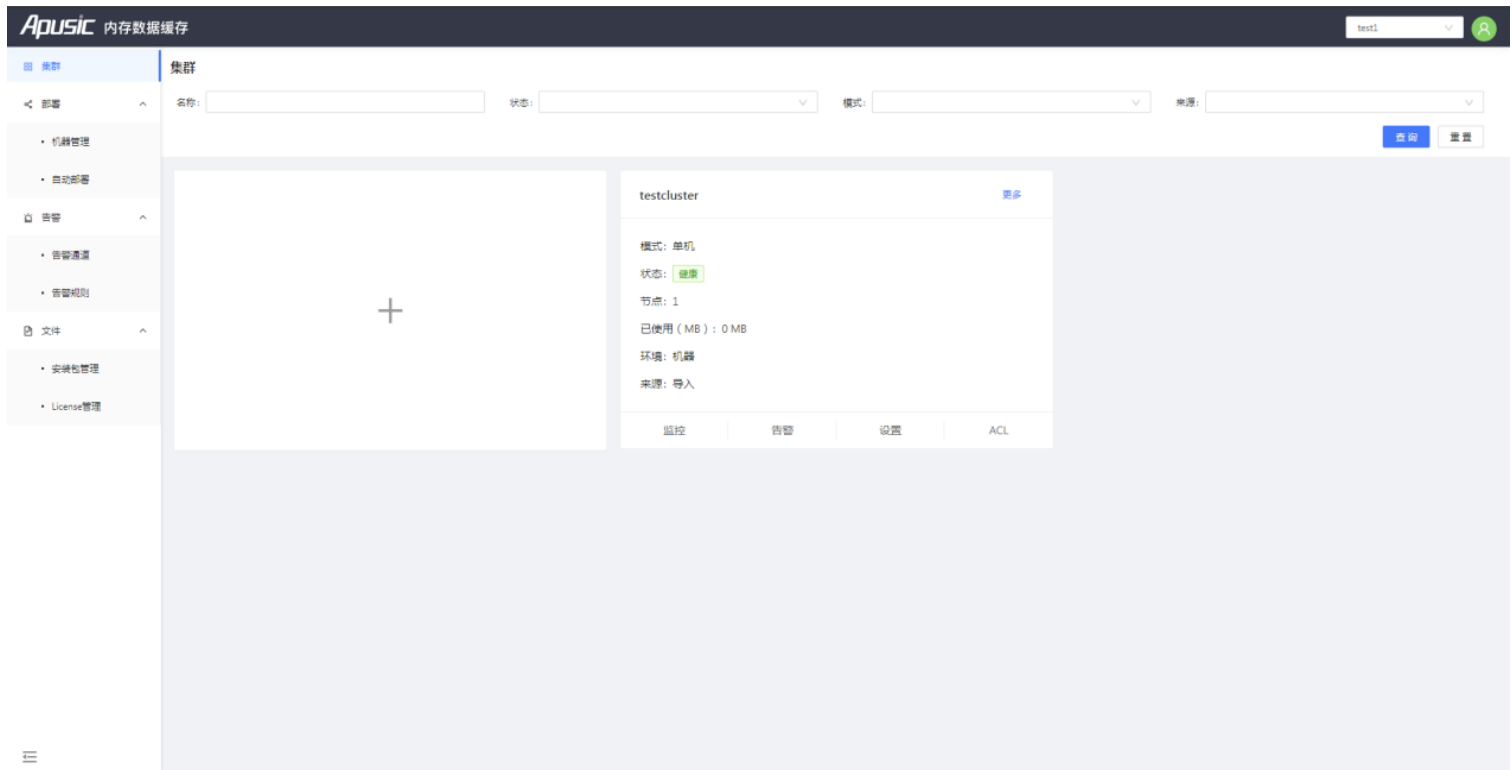 Apusic 内存数据缓存
test1
集群
部署
机器管理
自动部署
告警
告警通道
告警规则
文件
安装包管理
License管理
集群
名称:
状态:
模式:
来源:
查询
重置
testcluster
更多
模式: 单机
状态: 健康
节点: 1
已使用 ( MB ) : 0 MB
环境: 机器
来源: 导入
监控
告警
设置
ACL